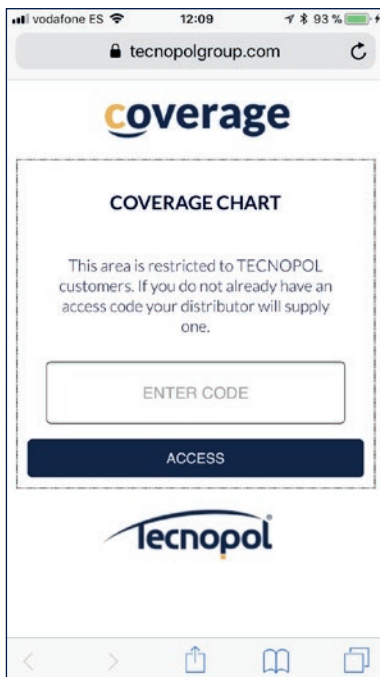 vodafone ES 12:09 93 %
tecnopolgroup.com
coverage
COVERAGE CHART
This area is restricted to TECNOPOL
customers. If you do not already have an
access code your distributor will supply
one.
ENTER CODE
ACCESS
Tecnopol®